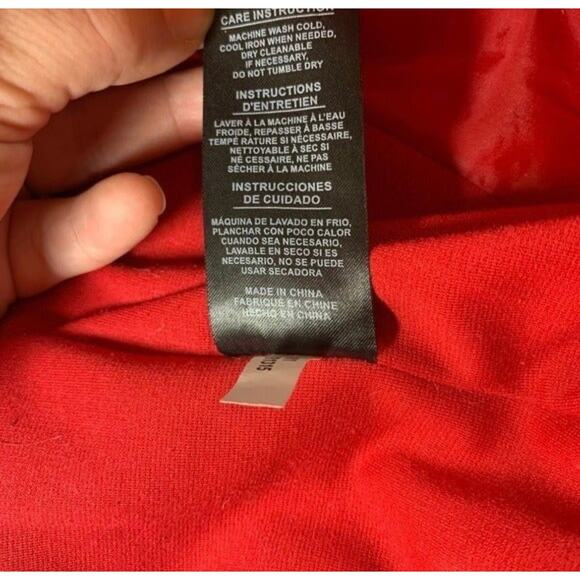 CARE INSTRUCTION
MACHINE WASH COLD,
COOL IRON WHEN NEEDED,
DRY CLEANABLE
IF NECESSARY,
DO NOT TUMBLE DRY
INSTRUCTIONS
D'ENTRETIEN
LAVER À LA MACHINE À L'EAU
FROIDE, REPASSER À BASSE
TEMPÉ RATURE SI NÉCESSAIRE,
NETTOYABLE À SEC SI
NÉ CESSAIRE, NE PAS
SÉCHER À LA MACHINE
INSTRUCCIONES
DE CUIDADO
MÁQUINA DE LAVADO EN FRIO,
PLANCHAR CON POCO CALOR
CUANDO SEA NECESARIO,
LAVABLE EN SECO SI ES
NECESARIO, NO SE PUEDE
USAR SECADORA
MADE IN CHINA
FABRIQUÉ EN CHINE
HECHO EN CHINA